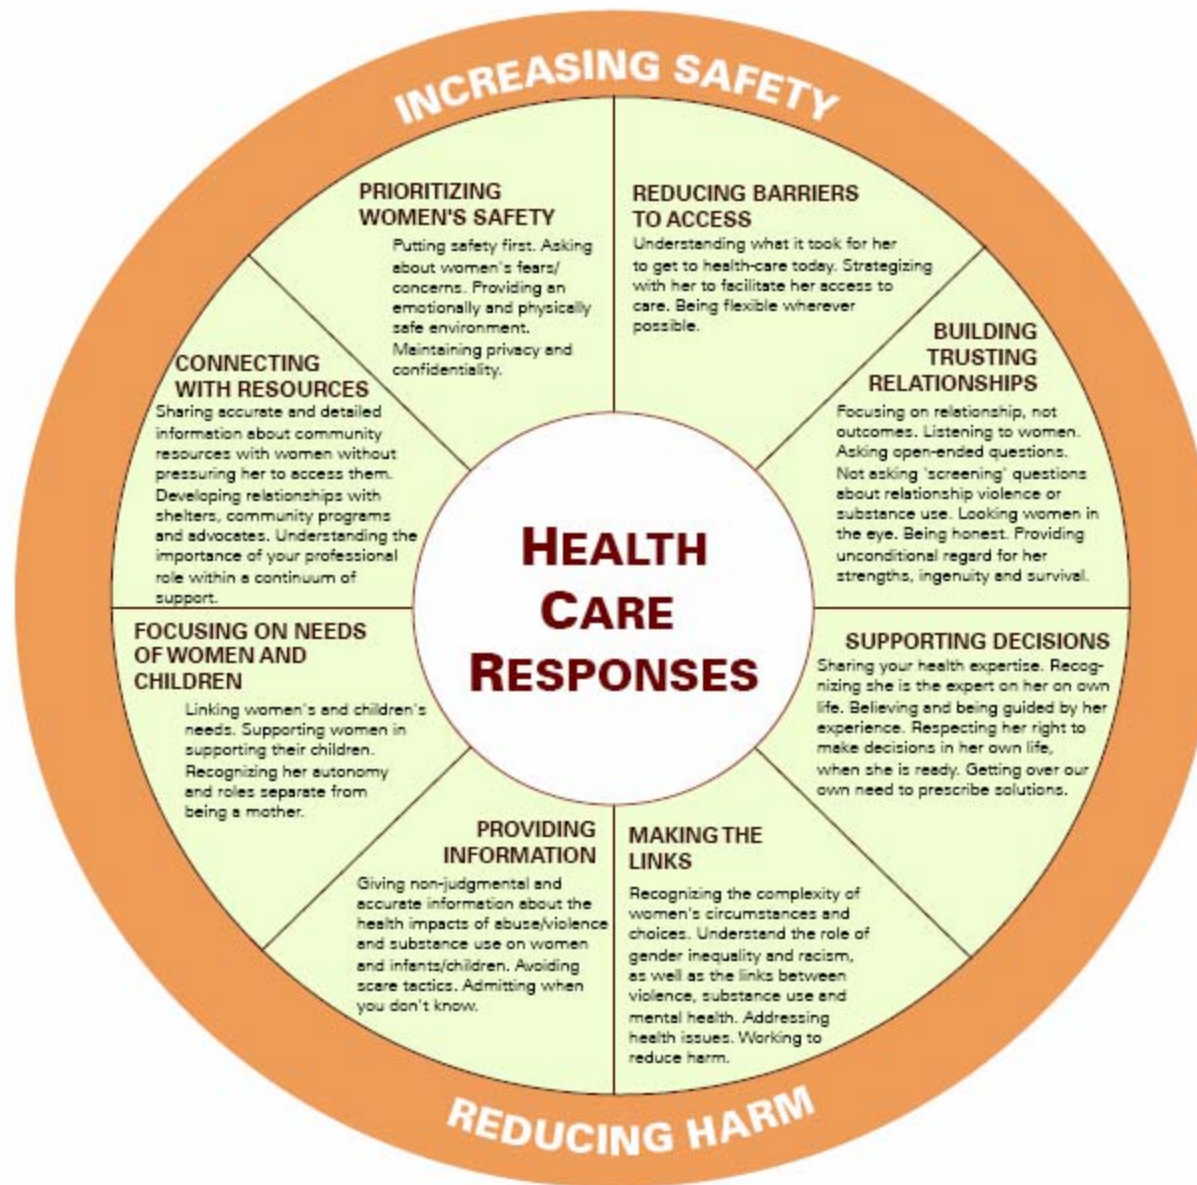 INCREASING SAFETY
PRIORITIZING
WOMEN'S SAFETY
Putting safety first. Asking
about women's fears/
concerns. Providing an
emotionally and physically
safe environment.
Maintaining privacy and
confidentiality.
REDUCING BARRIERS
TO ACCESS
Understanding what it took for her
to get to health-care today. Strategizing
with her to facilitate her access to
care. Being flexible wherever
possible.
BUILDING
TRUSTING
RELATIONSHIPS
Focusing on relationship, not
outcomes. Listening to women.
Asking open-ended questions.
Not asking 'screening' questions
about relationship violence or
substance use. Looking women in
the eye. Being honest. Providing
unconditional regard for her
strengths, ingenuity and survival.
SUPPORTING DECISIONS
Sharing your health expertise. Recog-
nizing she is the expert on her on own
life. Believing and being guided by her
experience. Respecting her right to
make decisions in her own life,
when she is ready. Getting over our
own need to prescribe solutions.
MAKING THE
LINKS
Recognizing the complexity of
women's circumstances and
choices. Understand the role of
gender inequality and racism,
as well as the links between
violence, substance use and
mental health. Addressing
health issues. Working to
reduce harm.
PROVIDING
INFORMATION
Giving non-judgmental and
accurate information about the
health impacts of abuse/violence
and substance use on women
and infants/children. Avoiding
scare tactics. Admitting when
you don't know.
FOCUSING ON NEEDS
OF WOMEN AND
CHILDREN
Linking women's and children's
needs. Supporting women in
supporting their children.
Recognizing her autonomy
and roles separate from
being a mother.
CONNECTING
WITH RESOURCES
Sharing accurate and detailed
information about community
resources with women without
pressuring her to access them.
Developing relationships with
shelters, community programs
and advocates. Understanding the
importance of your professional
role within a continuum of
support.
HEALTH
CARE
RESPONSES
REDUCING HARM